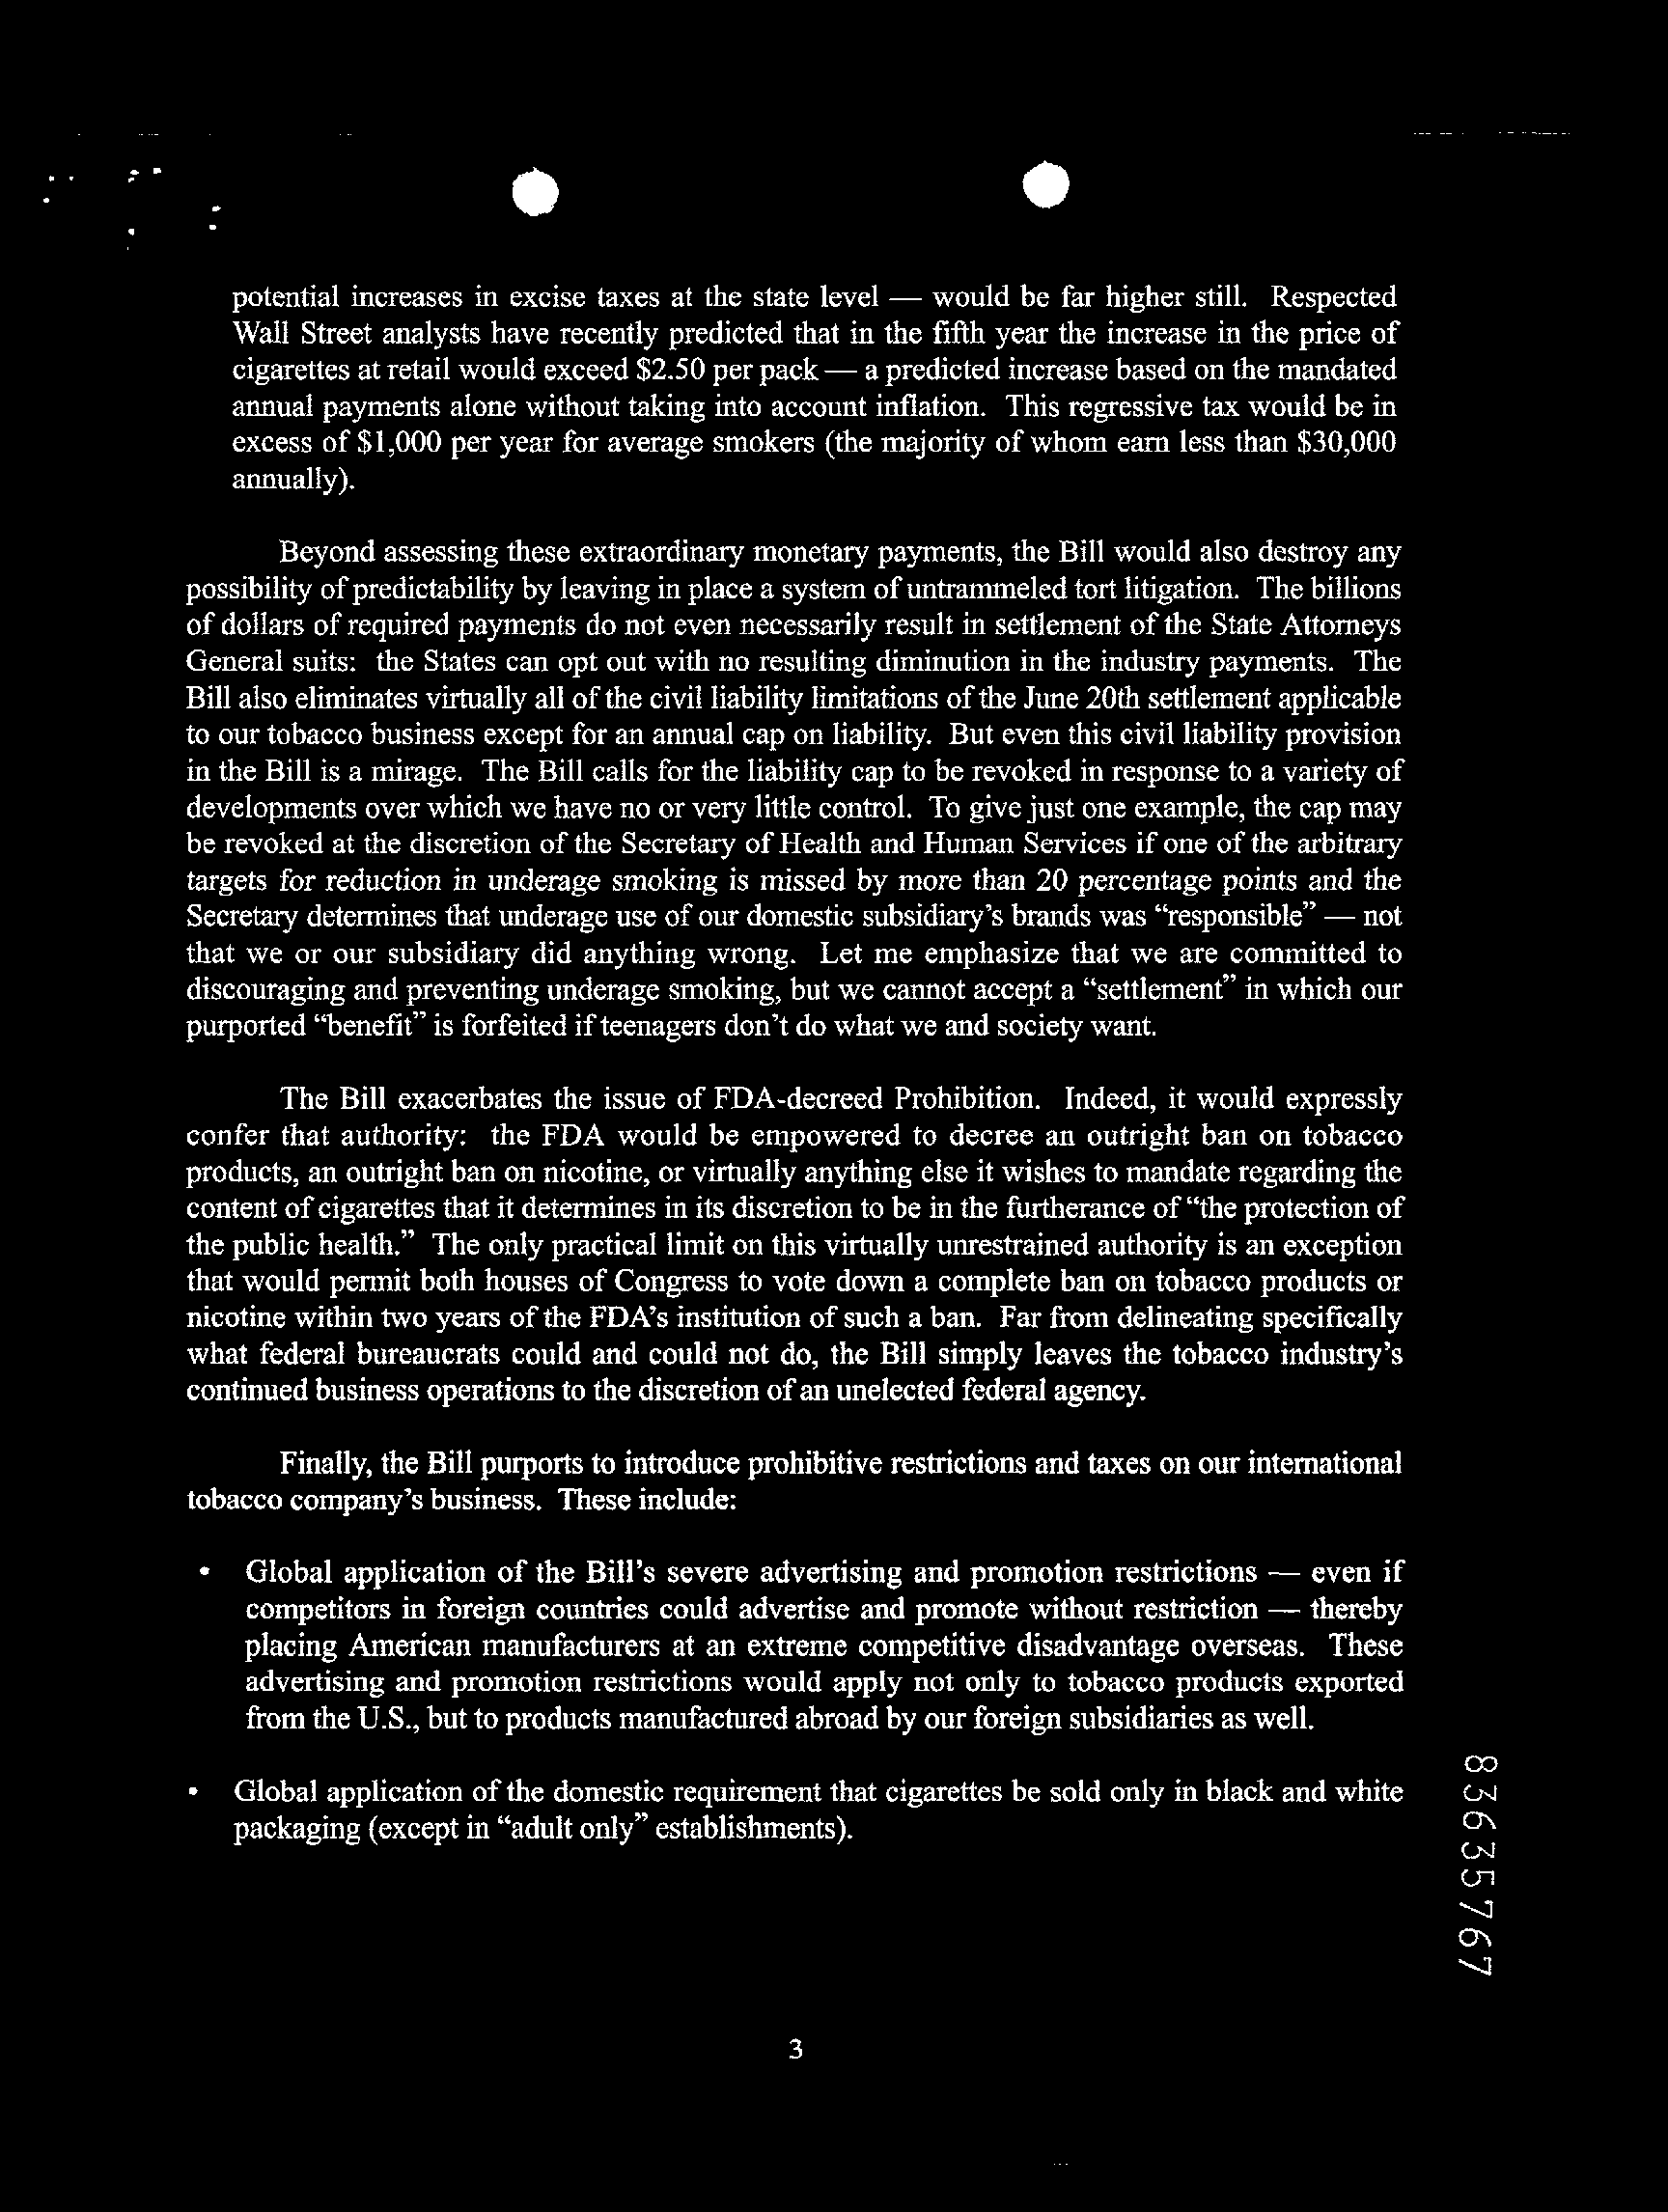 potential increases in excise taxes at the state level — would be far higher still. Respected
Wall Street analysts have recently predicted that in the fifth year the increase in the price of
cigarettes at retail would exceed $2.50 per pack — a predicted increase based on the mandated
annual payments alone without taking into account inflation. This regressive tax would be in
excess of $1,000 per year for average smokers (the majority of whom earn less than $30,000
annually).
Beyond assessing these extraordinary monetary payments, the Bill would also destroy any
possibility of predictability by leaving in place a system of untrammeled tort litigation. The billions
of dollars of required payments do not even necessarily result in settlement of the State Attorneys
General suits: the States can opt out with no resulting diminution in the industry payments. The
Bill also eliminates virtually all of the civil liability limitations of the June 20th settlement applicable
to our tobacco business except for an annual cap on liability. But even this civil liability provision
in the Bill is a mirage. The Bill calls for the liability cap to be revoked in response to a variety of
developments over which we have no or very little control. To give just one example, the cap may
be revoked at the discretion of the Secretary of Health and Human Services if one of the arbitrary
targets for reduction in underage smoking is missed by more than 20 percentage points and the
Secretary determines that underage use of our domestic subsidiary's brands was “responsible” — not
that we or our subsidiary did anything wrong. Let me emphasize that we are committed to
discouraging and preventing underage smoking, but we cannot accept a “settlement” in which our
purported “benefit” is forfeited if teenagers don't do what we and society want.
The Bill exacerbates the issue of FDA-decreed Prohibition. Indeed, it would expressly
confer that authority: the FDA would be empowered to decree an outright ban on tobacco
products, an outright ban on nicotine, or virtually anything else it wishes to mandate regarding the
content of cigarettes that it determines in its discretion to be in the furtherance of “the protection of
the public health.” The only practical limit on this virtually unrestrained authority is an exception
that would permit both houses of Congress to vote down a complete ban on tobacco products or
nicotine within two years of the FDA's institution of such a ban. Far from delineating specifically
what federal bureaucrats could and could not do, the Bill simply leaves the tobacco industry's
continued business operations to the discretion of an unelected federal agency.
Finally, the Bill purports to introduce prohibitive restrictions and taxes on our international
tobacco company's business. These include:
• Global application of the Bill's severe advertising and promotion restrictions — even if
competitors in foreign countries could advertise and promote without restriction — thereby
placing American manufacturers at an extreme competitive disadvantage overseas. These
advertising and promotion restrictions would apply not only to tobacco products exported
from the U.S., but to products manufactured abroad by our foreign subsidiaries as well.
• Global application of the domestic requirement that cigarettes be sold only in black and white
packaging (except in “adult only” establishments).
83635767
3